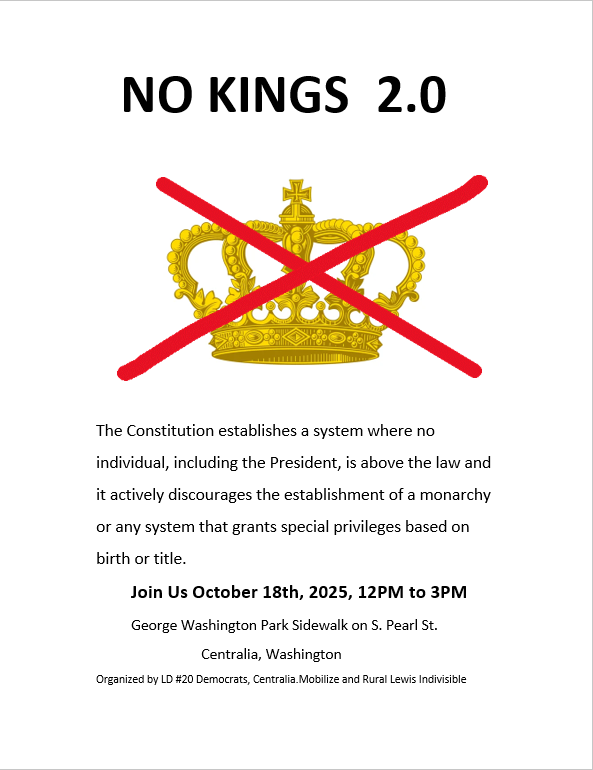 NO KINGS 2.0
The Constitution establishes a system where no
individual, including the President, is above the law and
it actively discourages the establishment of a monarchy
or any system that grants special privileges based on
birth or title.
Join Us October 18th, 2025, 12PM to 3PM
George Washington Park Sidewalk on S. Pearl St.
Centralia, Washington
Organized by LD #20 Democrats, Centralia.Mobilize and Rural Lewis Indivisible